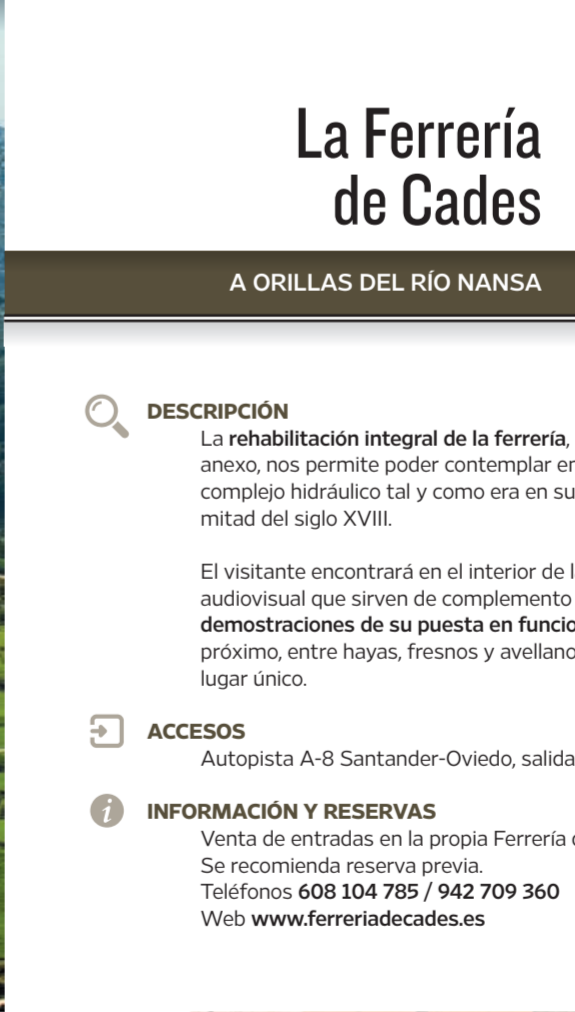 La Ferrería
de Cades
A ORILLAS DEL RÍO NANSA
DESCRIPCIÓN
La rehabilitación integral de la ferrería,
anexo, nos permite poder contemplar en
complejo hidráulico tal y como era en su
mitad del siglo XVIII.
El visitante encontrará en el interior de l
audiovisual que sirven de complemento
demostraciones de su puesta en funcio
próximo, entre hayas, fresnos y avellano
lugar único.
ACCESOS
Autopista A-8 Santander-Oviedo, salida
INFORMACIÓN Y RESERVAS
Venta de entradas en la propia Ferrería
Se recomienda reserva previa.
Teléfonos 608 104 785 / 942 709 360
Web www.ferreriadecades.es